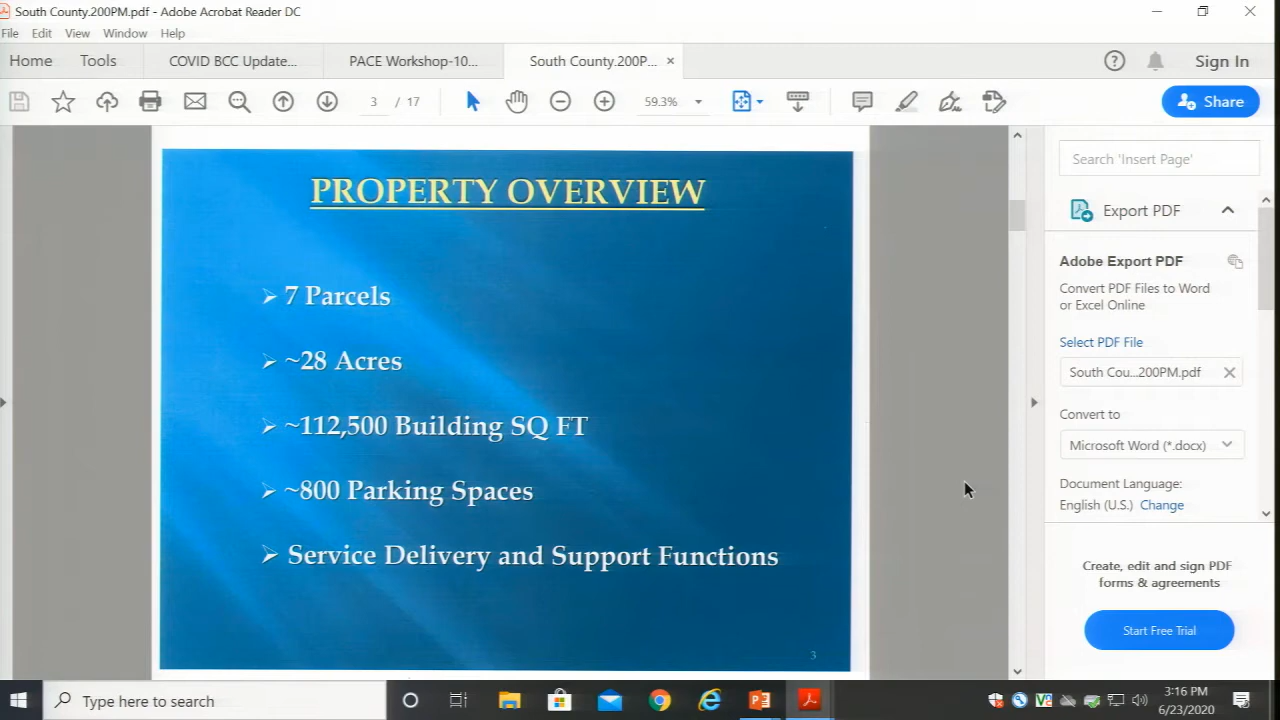 South County.200PM.pdf - Adobe Acrobat Reader DC
File Edit View Window Help
Home Tools COVID BCC Update... PACE Workshop-10... South County.200P... Sign In
3 / 17 59.3% Share
PROPERTY OVERVIEW
7 Parcels
~28 Acres
~112,500 Building SQ FT
~800 Parking Spaces
Service Delivery and Support Functions
3
Search 'Insert Page'
Export PDF
Adobe Export PDF
Convert PDF Files to Word
or Excel Online
Select PDF File
South Cou...200PM.pdf
Convert to
Microsoft Word (*.docx)
Document Language:
English (U.S.) Change
Create, edit and sign PDF
forms & agreements
Start Free Trial
Type here to search
3:16 PM
6/23/2020